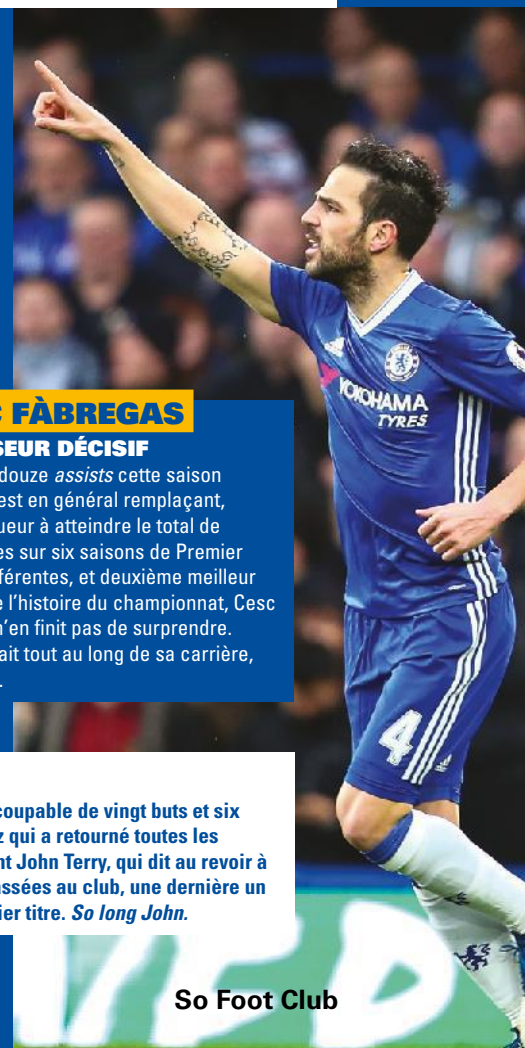 C FÀBREGAS
SEUR DÉCISIF
douze assists cette saison
est en général remplaçant,
ueur à atteindre le total de
es sur six saisons de Premier
férentes, et deuxième meilleur
e l'histoire du championnat, Cesc
n'en finit pas de surprendre.
ait tout au long de sa carrière,
.
coupable de vingt buts et six
z qui a retourné toutes les
nt John Terry, qui dit au revoir à
assées au club, une dernière un
ier titre. So long John.
YOKOHAMA
TYRES
4
So Foot Club